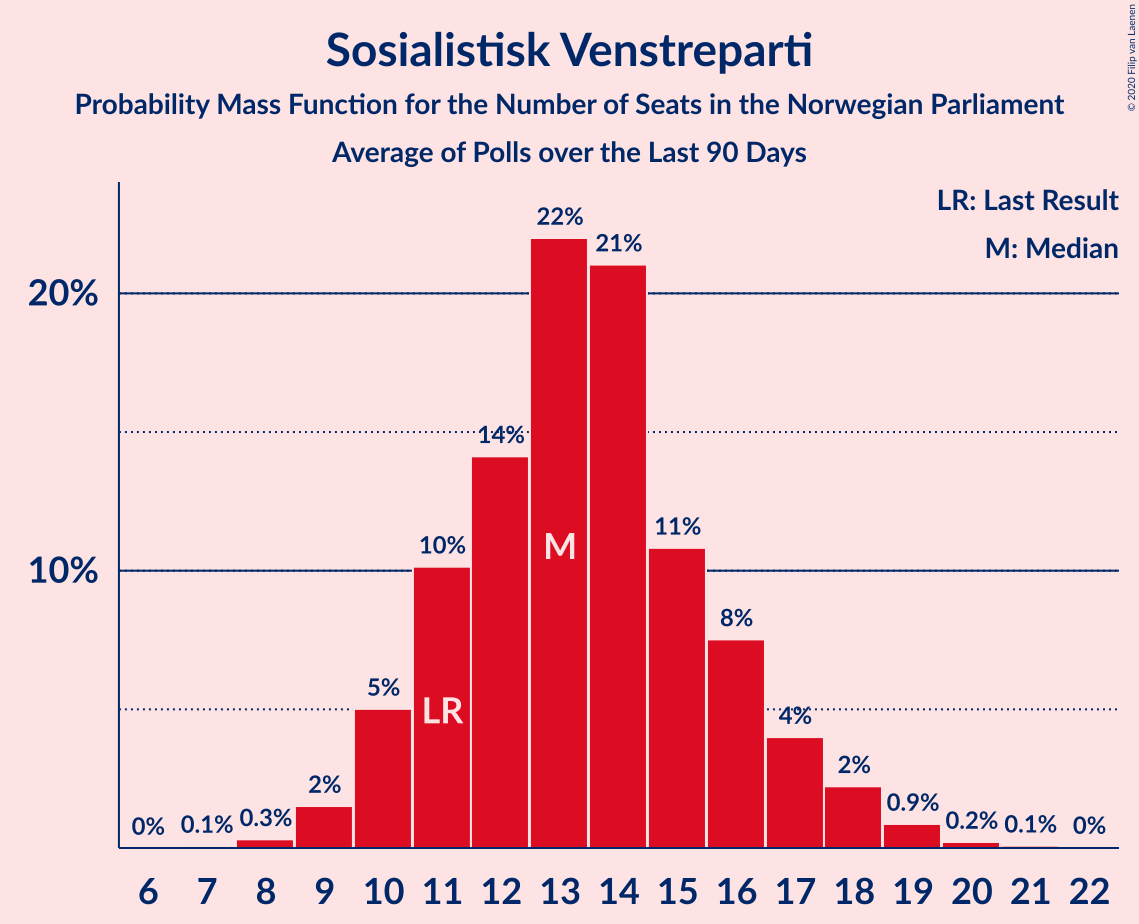 Sosialistisk Venstreparti
Probability Mass Function for the Number of Seats in the Norwegian Parliament
Average of Polls over the Last 90 Days
© 2020 Filip van Laenen
LR: Last Result
M: Median
22%
21%
20%
14%
11%
10%
M
10%
8%
5%
LR
4%
2%
2%
0.9%
0% 0.1% 0.3% 0.2% 0.1% 0%
6 7 8 9 10 11 12 13 14 15 16 17 18 19 20 21 22